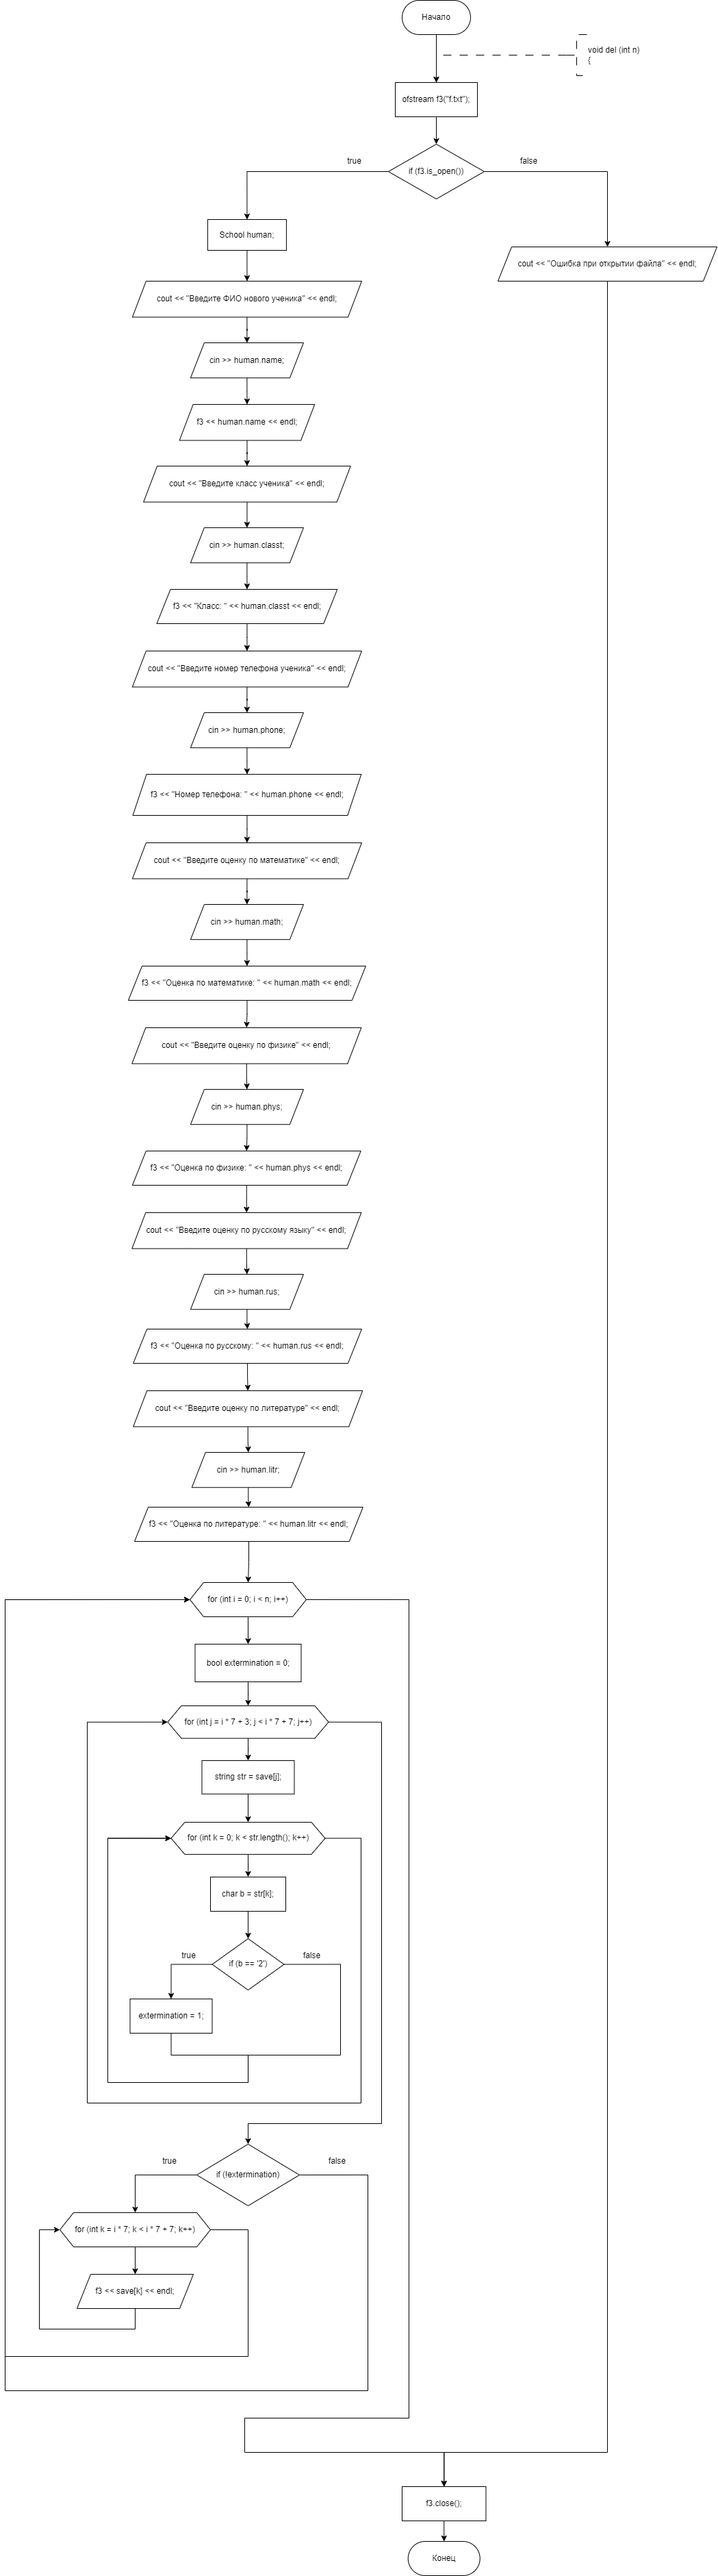 Начало
void del (int n)
{
ofstream f3("f.txt");
true
false
if (f3.is_open())
School human;
cout << "Ошибка при открытии файла" << endl;
cout << "Введите ФИО нового ученика" << endl;
cin >> human.name;
f3 << human.name << endl;
cout << "Введите класс ученика" << endl;
cin >> human.classt;
f3 << "Класс: " << human.classt << endl;
cout << "Введите номер телефона ученика" << endl;
cin >> human.phone;
f3 << "Номер телефона: " << human.phone << endl;
cout << "Введите оценку по математике" << endl;
cin >> human.math;
f3 << "Оценка по математике: " << human.math << endl;
cout << "Введите оценку по физике" << endl;
cin >> human.phys;
f3 << "Оценка по физике: " << human.phys << endl;
cout << "Введите оценку по русскому языку" << endl;
cin >> human.rus;
f3 << "Оценка по русскому: " << human.rus << endl;
cout << "Введите оценку по литературе" << endl;
cin >> human.litr;
f3 << "Оценка по литературе: " << human.litr << endl;
for (int i = 0; i < n; i++)
bool extermination = 0;
for (int j = i * 7 + 3; j < i * 7 + 7; j++)
string str = save[j];
for (int k = 0; k < str.length(); k++)
char b = str[k];
true
false
if (b == '2')
extermination = 1;
true
false
if (!extermination)
for (int k = i * 7; k < i * 7 + 7; k++)
f3 << save[k] << endl;
f3.close();
Конец